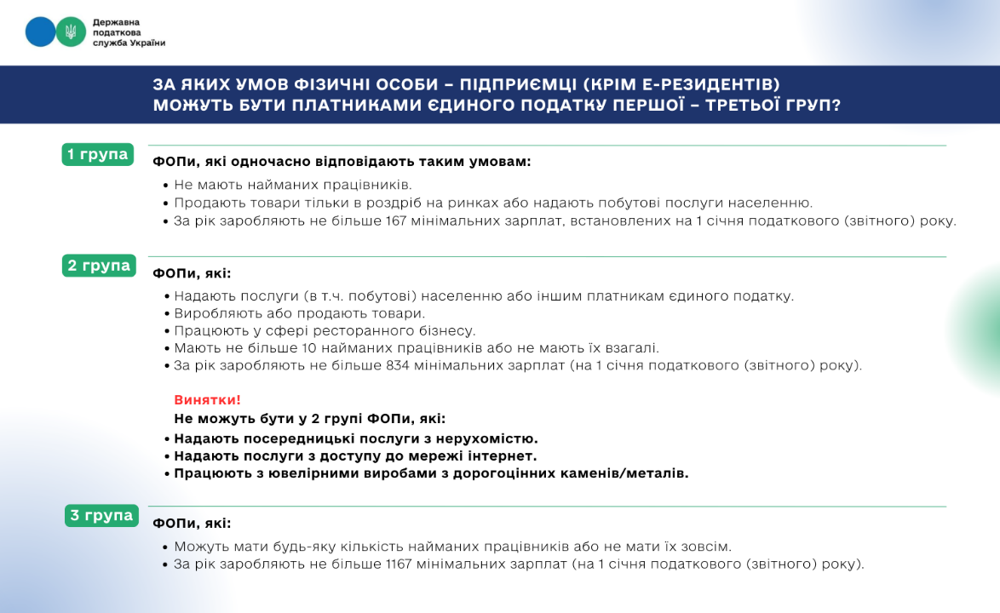 Державна
податкова
служба України
ЗА ЯКИХ УМОВ ФІЗИЧНІ ОСОБИ – ПІДПРИЄМЦІ (КРІМ Е-РЕЗИДЕНТІВ)
МОЖУТЬ БУТИ ПЛАТНИКАМИ ЄДИНОГО ПОДАТКУ ПЕРШОЇ – ТРЕТЬОЇ ГРУП?
1 група
ФОПи, які одночасно відповідають таким умовам:
• Не мають найманих працівників.
• Продають товари тільки в роздріб на ринках або надають побутові послуги населенню.
• За рік заробляють не більше 167 мінімальних зарплат, встановлених на 1 січня податкового (звітного) року.
2 група
ФОПи, які:
• Надають послуги (в т.ч. побутові) населенню або іншим платникам єдиного податку.
• Виробляють або продають товари.
• Працюють у сфері ресторанного бізнесу.
• Мають не більше 10 найманих працівників або не мають їх взагалі.
• За рік заробляють не більше 834 мінімальних зарплат (на 1 січня податкового (звітного) року).
Винятки!
Не можуть бути у 2 групі ФОПи, які:
• Надають посередницькі послуги з нерухомістю.
• Надають послуги з доступу до мережі інтернет.
• Працюють з ювелірними виробами з дорогоцінних каменів/металів.
3 група
ФОПи, які:
• Можуть мати будь-яку кількість найманих працівників або не мати їх зовсім.
• За рік заробляють не більше 1167 мінімальних зарплат (на 1 січня податкового (звітного) року).